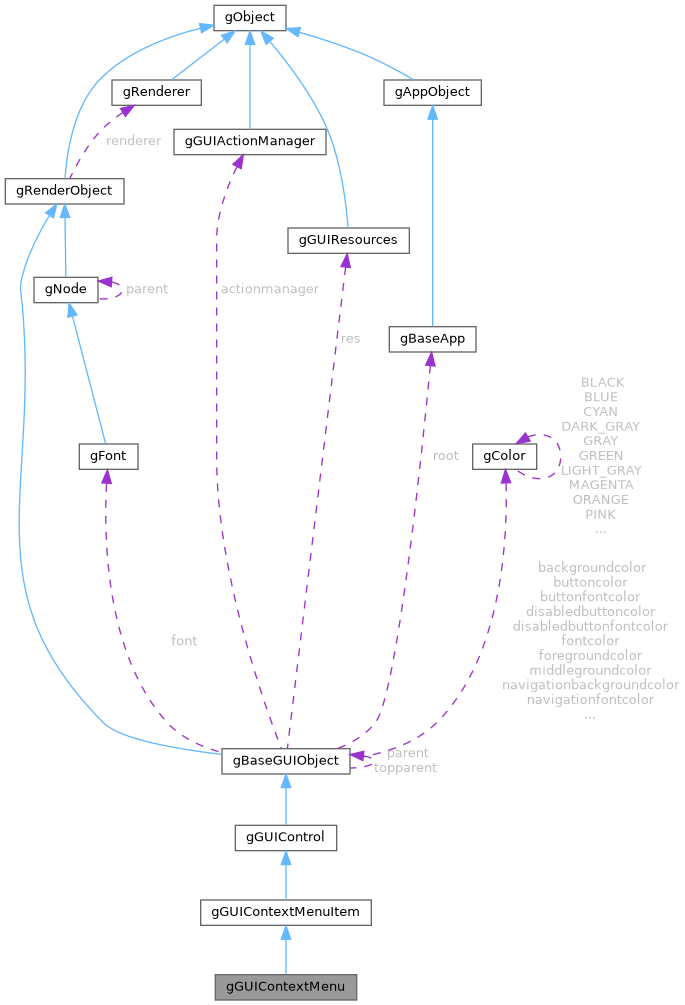 gObject
gRenderer
gAppObject
gGUIActionManager
renderer
gRenderObject
gGUIResources
gNode
parent
actionmanager
res
gBaseApp
BLACK
BLUE
CYAN
DARK_GRAY
GRAY
GREEN
LIGHT_GRAY
MAGENTA
ORANGE
PINK
...
gFont
root
gColor
backgroundcolor
buttoncolor
buttonfontcolor
disabledbuttoncolor
disabledbuttonfontcolor
fontcolor
foregroundcolor
middlegroundcolor
navigationbackgroundcolor
navigationfontcolor
...
font
gBaseGUIObject
parent
topparent
gGUIControl
gGUIContextMenuItem
gGUIContextMenu